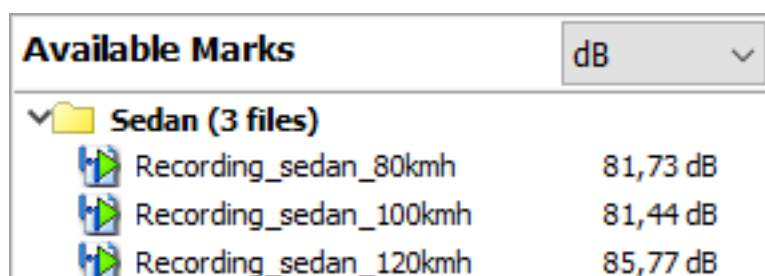 Available Marks dB
Sedan (3 files)
Recording_sedan_80kmh 81,73 dB
Recording_sedan_100kmh 81,44 dB
Recording_sedan_120kmh 85,77 dB